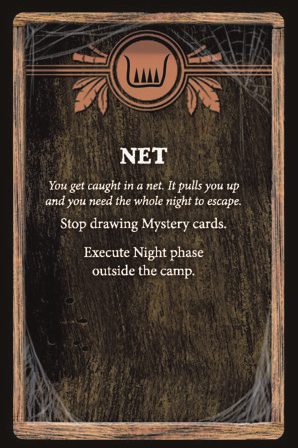 NET
You get caught in a net. It pulls you up
and you need the whole night to escape.
Stop drawing Mystery cards.
Execute Night phase
outside the camp.